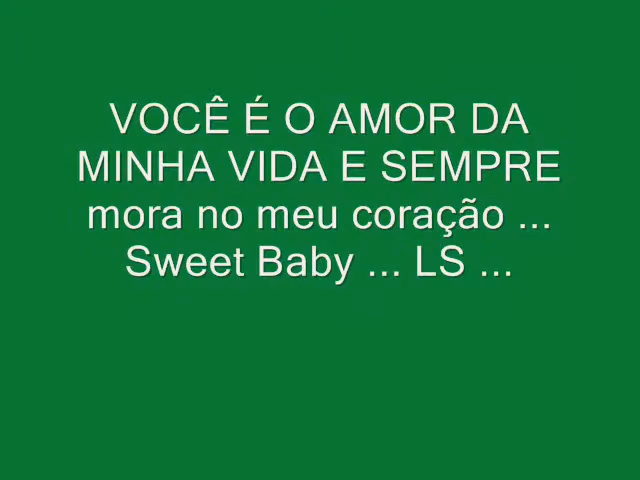 VOCÊ É O AMOR DA
MINHA VIDA E SEMPRE
mora no meu coração ...
Sweet Baby ... LS ...